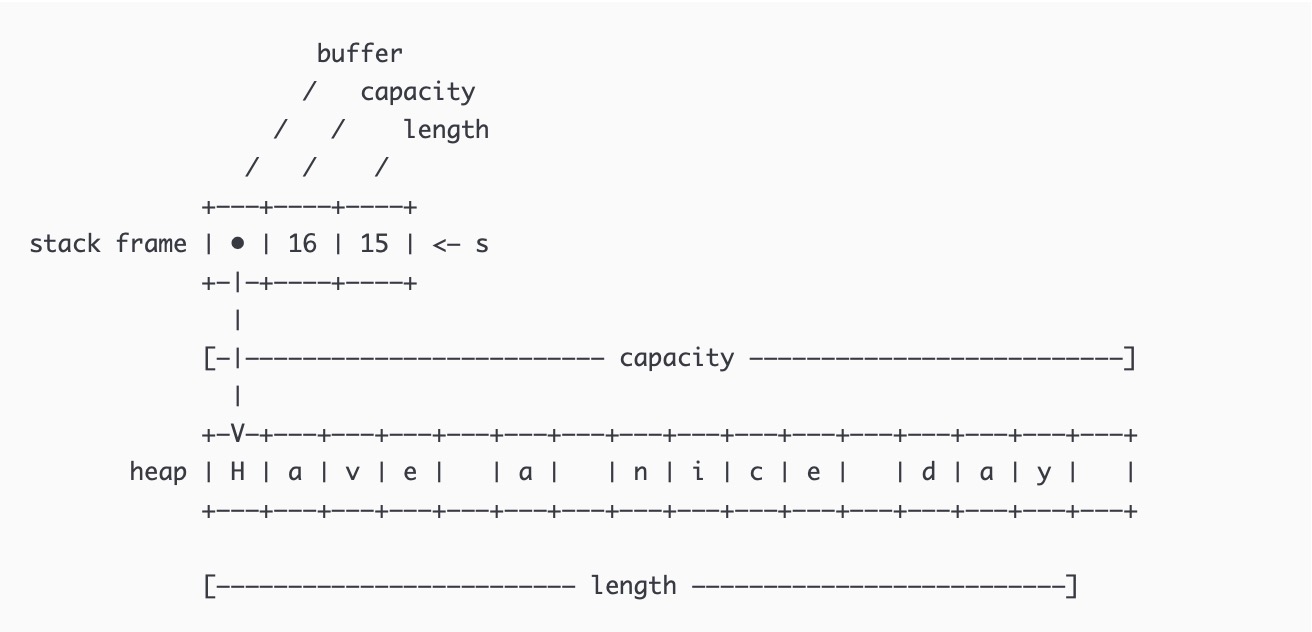 buffer
                   /   capacity
                 /   /    length
               /   /    /
            +---+----+----+
stack frame | • | 16 | 15 | <- s
            +-|-+----+----+
              |
            [-|------------------------- capacity --------------------------]
              |
            +-V-+---+---+---+---+---+---+---+---+---+---+---+---+---+---+---+
       heap | H | a | v | e |   | a |   | n | i | c | e |   | d | a | y |   |
            +---+---+---+---+---+---+---+---+---+---+---+---+---+---+---+---+

            [------------------------- length --------------------------]